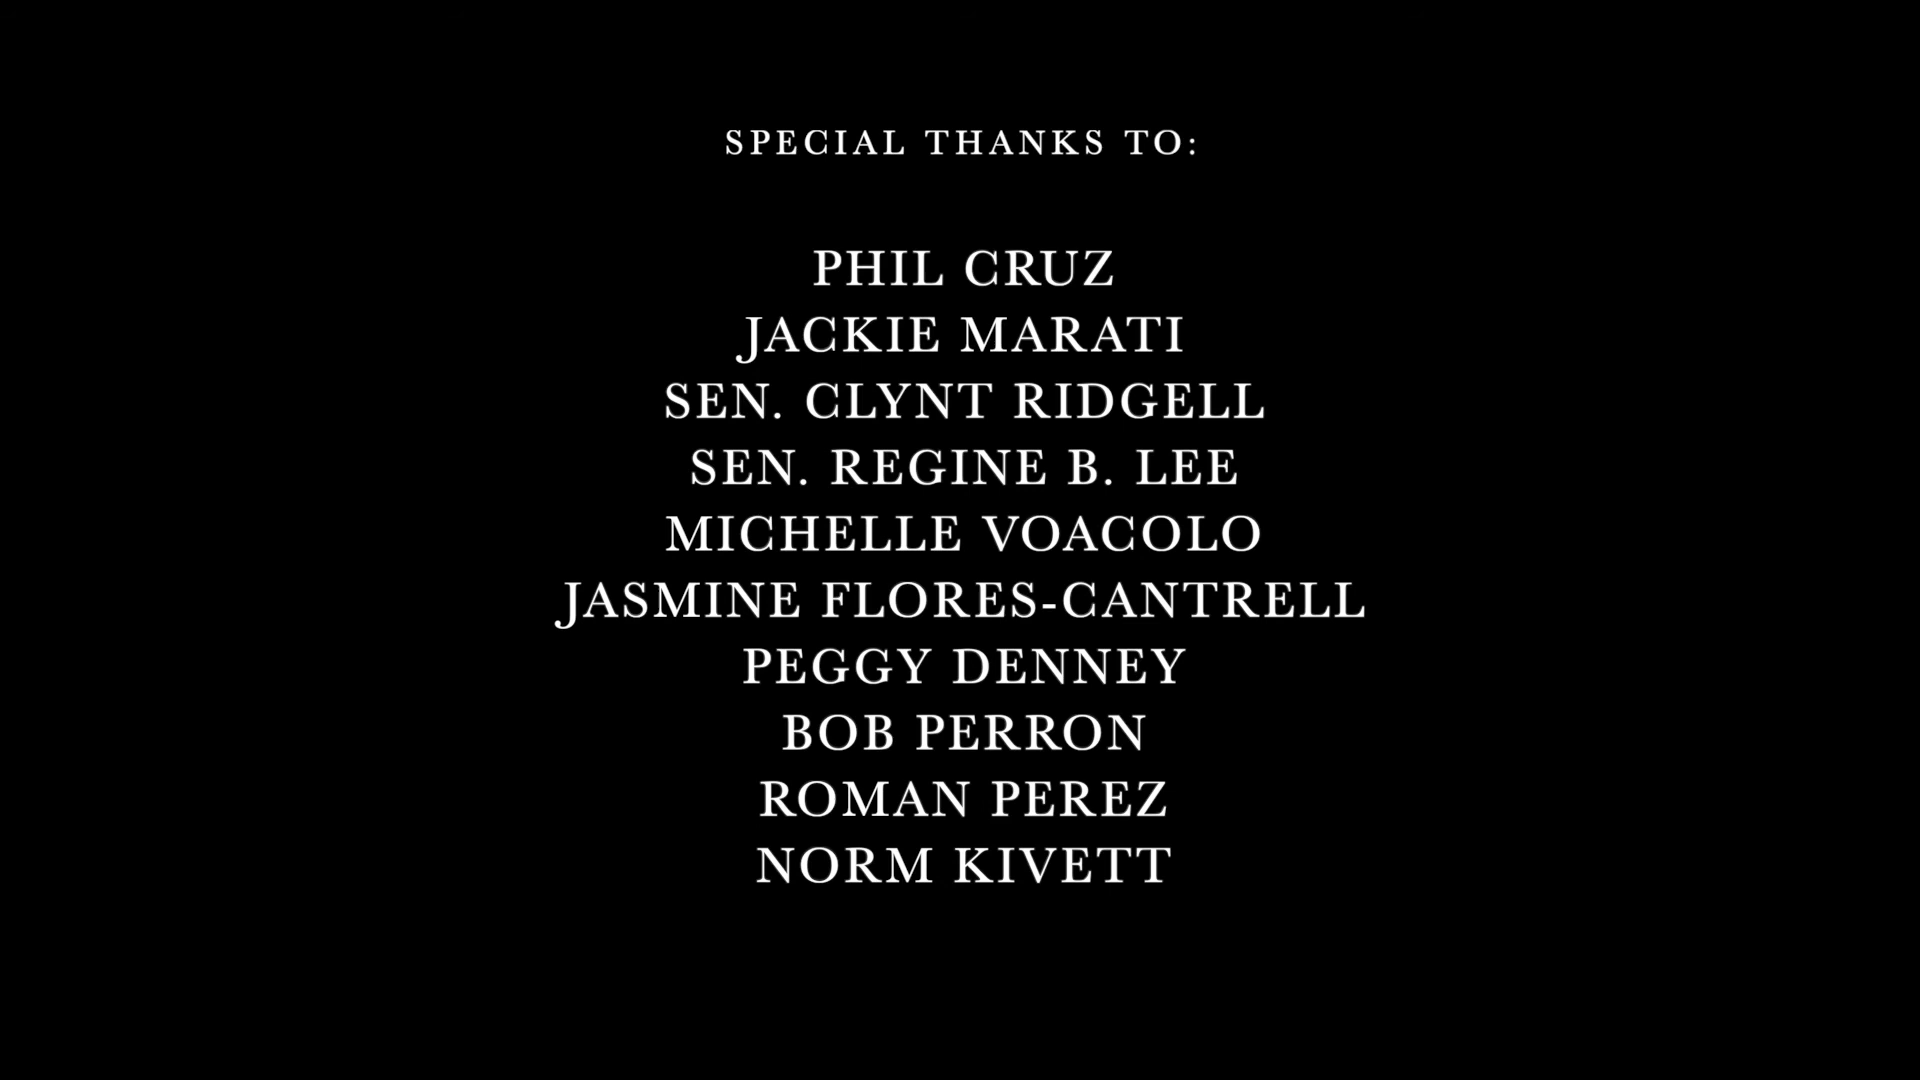 SPECIAL THANKS TO:
PHIL CRUZ
JACKIE MARATI
SEN. CLYNT RIDGELL
SEN. REGINE B. LEE
MICHELLE VOACOLO
JASMINE FLORES-CANTRELL
PEGGY DENNEY
BOB PERRON
ROMAN PEREZ
NORM KIVETT